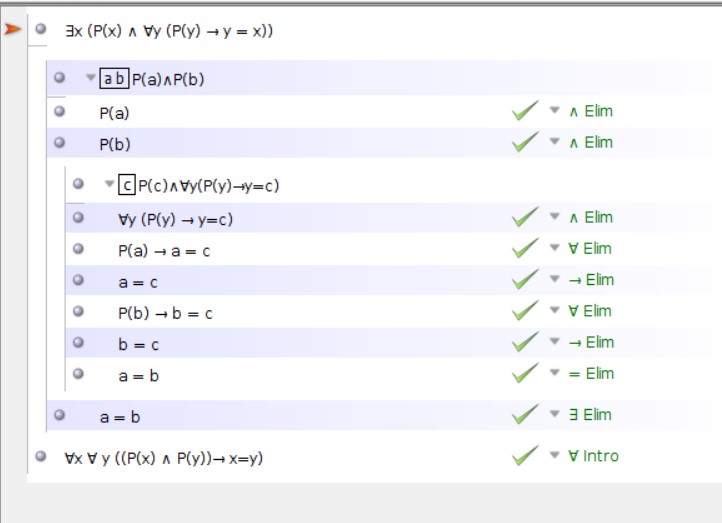 ∃x (P(x) ∧ ∀y (P(y) → y = x))
a b P(a)∧P(b)
P(a) ∧ Elim
P(b) ∧ Elim
c P(c)∧∀y(P(y)→y=c)
∀y (P(y) → y=c) ∧ Elim
P(a) → a = c ∀ Elim
a = c → Elim
P(b) → b = c ∀ Elim
b = c → Elim
a = b = Elim
a = b ∃ Elim
∀x ∀ y ((P(x) ∧ P(y))→ x=y) ∀ Intro